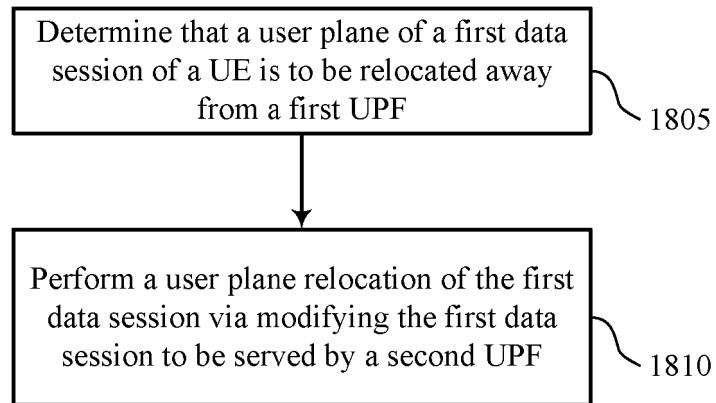 Determine that a user plane of a first data
session of a UE is to be relocated away
from a first UPF
1805
Perform a user plane relocation of the first
data session via modifying the first data
session to be served by a second UPF
1810